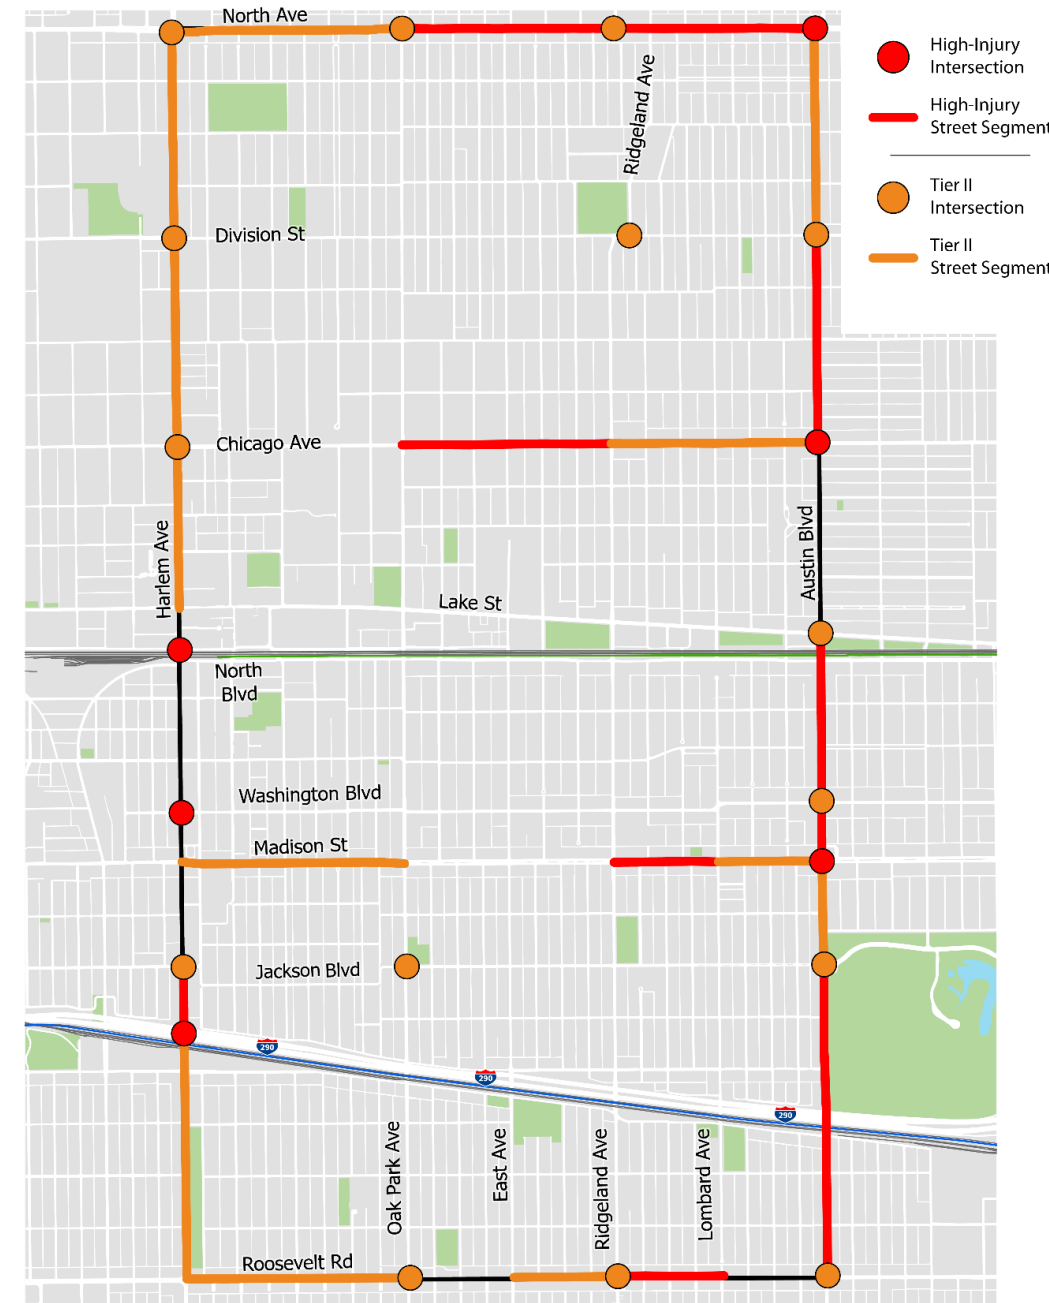 North Ave
High-Injury
Intersection
High-Injury
Street Segment
Ridgeland Ave
Tier II
Intersection
Tier II
Street Segment
Division St
Chicago Ave
Harlem Ave
Austin Blvd
Lake St
North
Blvd
Washington Blvd
Madison St
Jackson Blvd
290
290
290
Oak Park Ave
East Ave
Ridgeland Ave
Lombard Ave
Roosevelt Rd